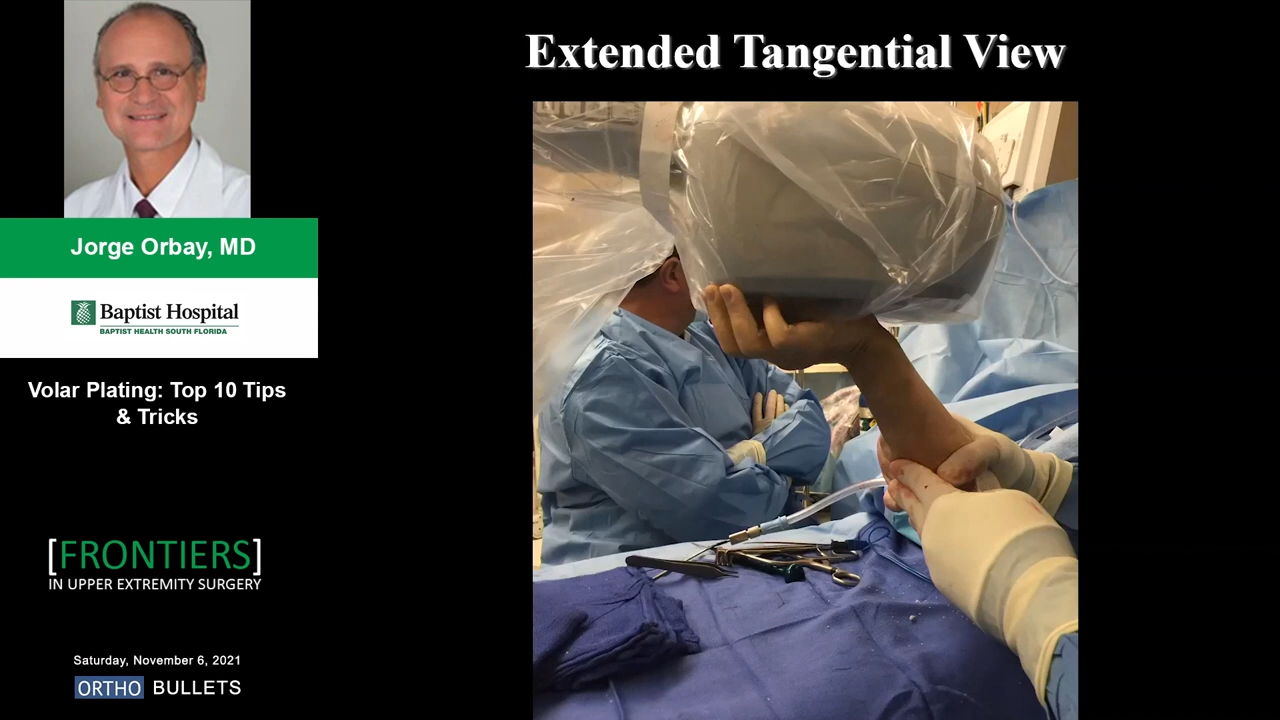 Extended Tangential View
Jorge Orbay, MD
Baptist Hospital
BAPTIST HEALTH SOUTH FLORIDA
Volar Plating: Top 10 Tips
& Tricks
[FRONTIERS]
IN UPPER EXTREMITY SURGERY
Saturday, November 6, 2021
ORTHO BULLETS